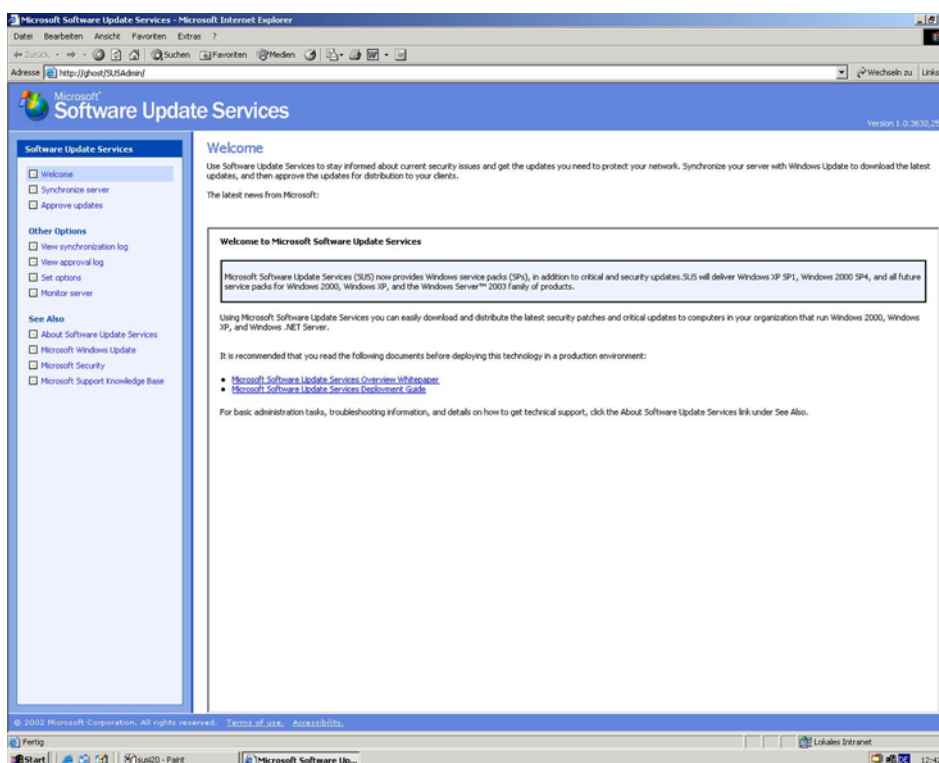 Microsoft Software Update Services - Microsoft Internet Explorer
Datei Bearbeiten Ansicht Favoriten Extras ?
Zurück Suchen Favoriten Medien
Adresse http://ghost/SUSAdmin/ Wechseln zu Links
Microsoft
Software Update Services
Version 1.0.3630,25
Software Update Services
Welcome
Synchronize server
Approve updates
Other Options
View synchronization log
View approval log
Set options
Monitor server
See Also
About Software Update Services
Microsoft Windows Update
Microsoft Security
Microsoft Support Knowledge Base
Welcome
Use Software Update Services to stay informed about current security issues and get the updates you need to protect your network. Synchronize your server with Windows Update to download the latest
updates, and then approve the updates for distribution to your clients.
The latest news from Microsoft:
Welcome to Microsoft Software Update Services
Microsoft Software Update Services (SUS) now provides Windows service packs (SPs), in addition to critical and security updates.SUS will deliver Windows XP SP1, Windows 2000 SP4, and all future
service packs for Windows 2000, Windows XP, and the Windows Server™ 2003 family of products.
Using Microsoft Software Update Services you can easily download and distribute the latest security patches and critical updates to computers in your organization that run Windows 2000, Windows
XP, and Windows .NET Server.
It is recommended that you read the following documents before deploying this technology in a production environment:
Microsoft Software Update Services Overview Whitepaper
Microsoft Software Update Services Deployment Guide
For basic administration tasks, troubleshooting information, and details on how to get technical support, click the About Software Update Services link under See Also.
© 2002 Microsoft Corporation. All rights reserved. Terms of use. Accessibility.
Fertig Lokales Intranet
Start susi20 - Paint Microsoft Software Up... DE